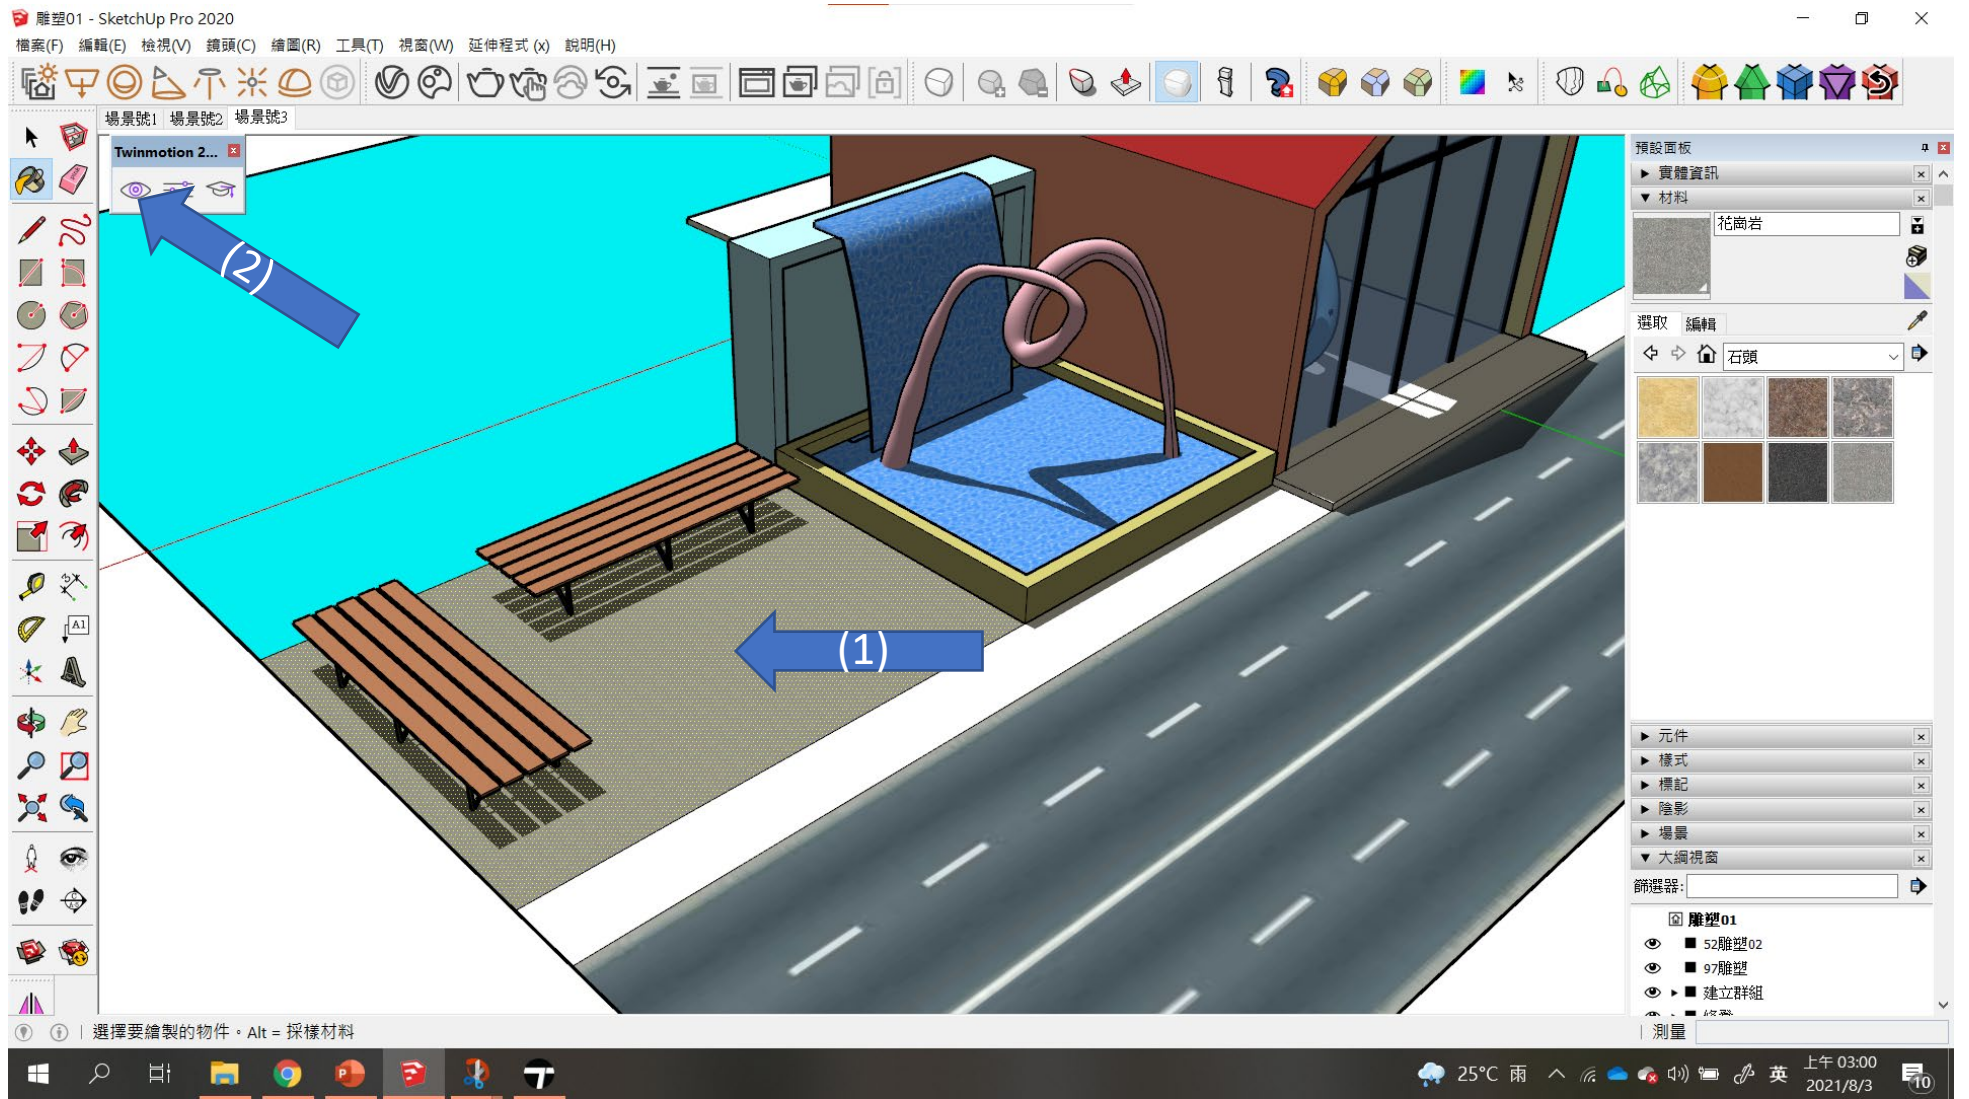 雕塑01 - SketchUp Pro 2020
檔案(F) 編輯(E) 檢視(V) 鏡頭(C) 繪圖(R) 工具(T) 視窗(W) 延伸程式 (x) 說明(H)
場景號1 場景號2 場景號3
Twinmotion 2...
(2)
(1)
A1
預設面板
實體資訊
材料
花崗岩
選取 編輯
石頭
元件
樣式
標記
陰影
場景
大綱視窗
篩選器:
雕塑01
52雕塑02
97雕塑
建立群組
選擇要繪製的物件。Alt = 採樣材料
測量
25°C 雨
英
上午 03:00
2021/8/3
10